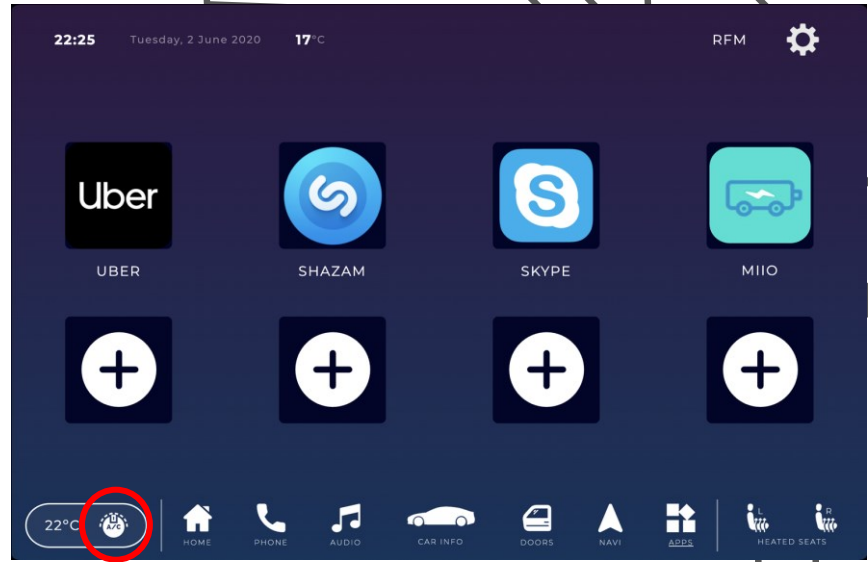 22:25 Tuesday, 2 June 2020 17°C RFM
Uber
UBER SHAZAM SKYPE MIIO
22°C A/C
L R
HOME PHONE AUDIO CAR INFO DOORS NAVI APPS HEATED SEATS